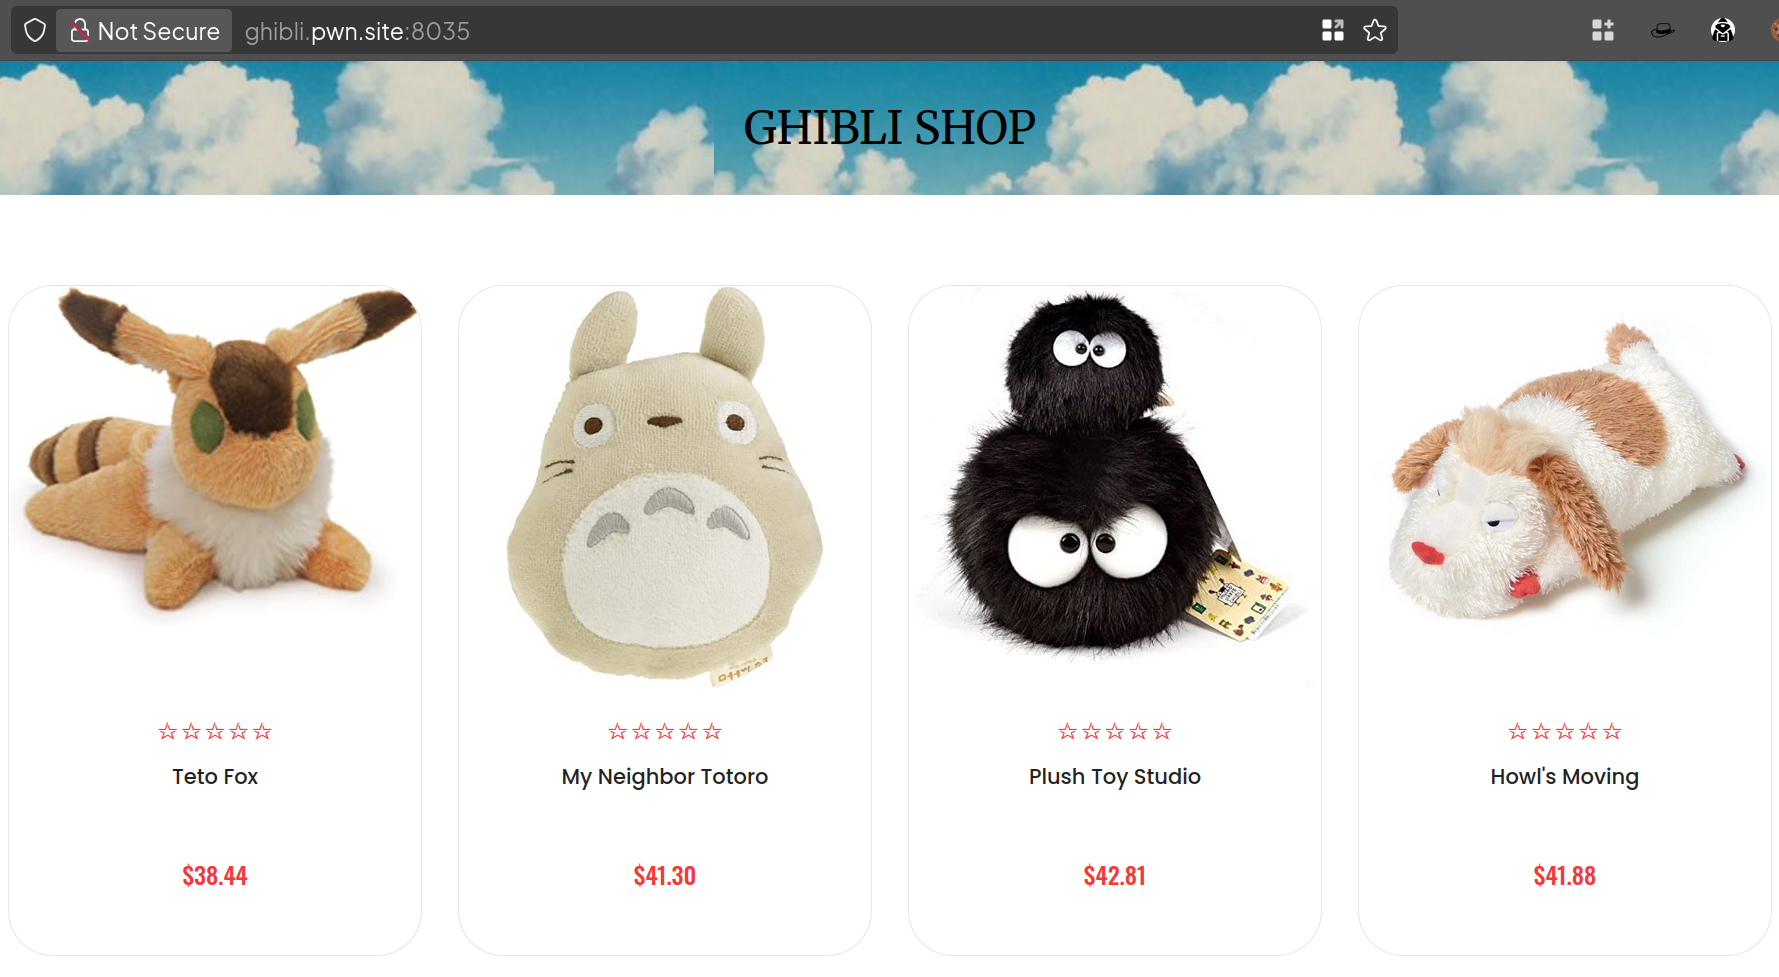 Not Secure ghibli.pwn.site:8035
GHIBLI SHOP
☆☆☆☆☆ ☆☆☆☆☆ ☆☆☆☆☆ ☆☆☆☆☆
Teto Fox My Neighbor Totoro Plush Toy Studio Howl's Moving
$38.44 $41.30 $42.81 $41.88